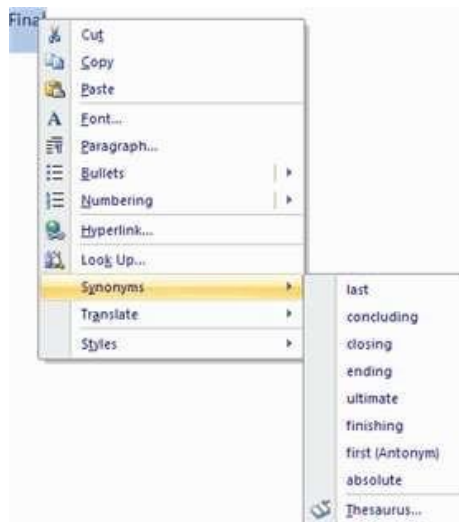 Final
Cut
Copy
Paste
Font...
Paragraph...
Bullets
Numbering
Hyperlink...
Look Up...
Synonyms
Translate
Styles
last
concluding
closing
ending
ultimate
finishing
first (Antonym)
absolute
Thesaurus...